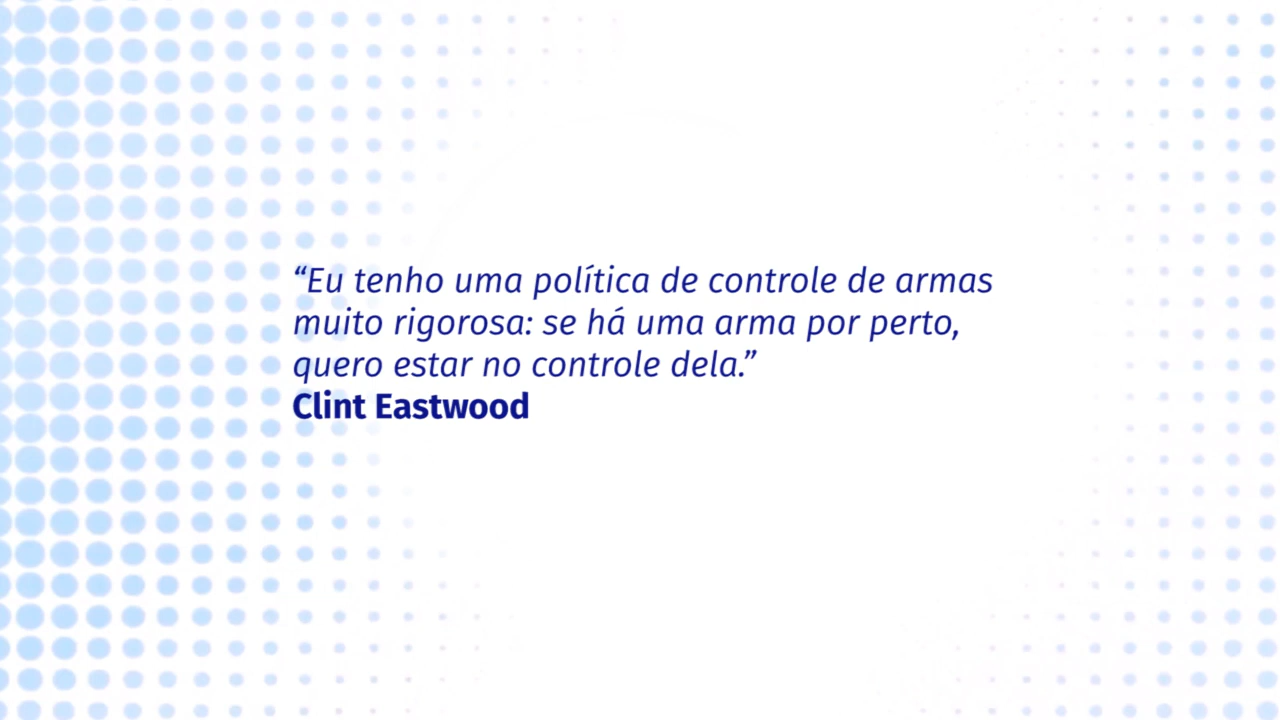 “Eu tenho uma política de controle de armas
muito rigorosa: se há uma arma por perto,
quero estar no controle dela.”
Clint Eastwood